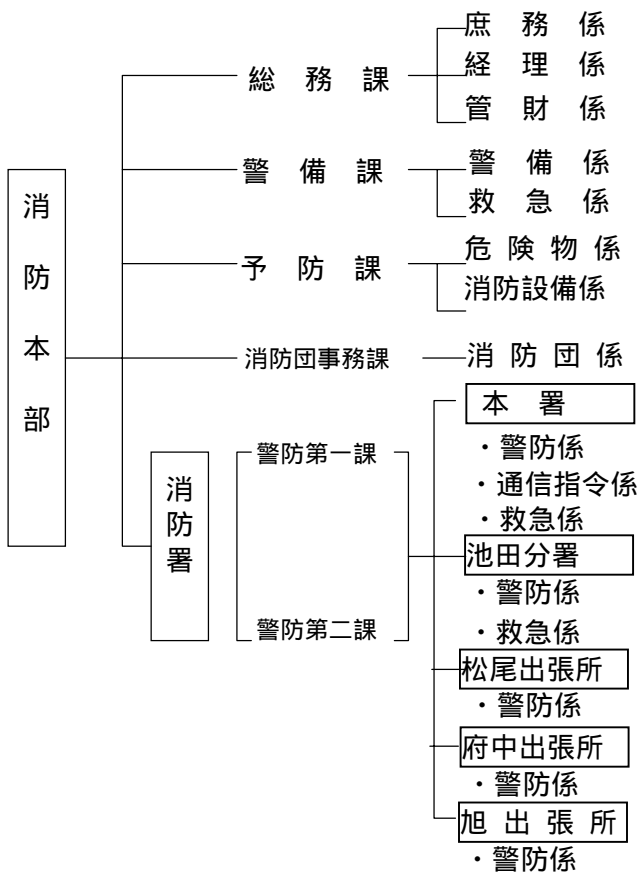 消防本部
総務課
庶務係
経理係
管財係
警備課
警備係
救急係
予防課
危険物係
消防設備係
消防団事務課
消防団係
消防署
警防第一課
警防第二課
本署
・警防係
・通信指令係
・救急係
池田分署
・警防係
・救急係
松尾出張所
・警防係
府中出張所
・警防係
旭出張所
・警防係